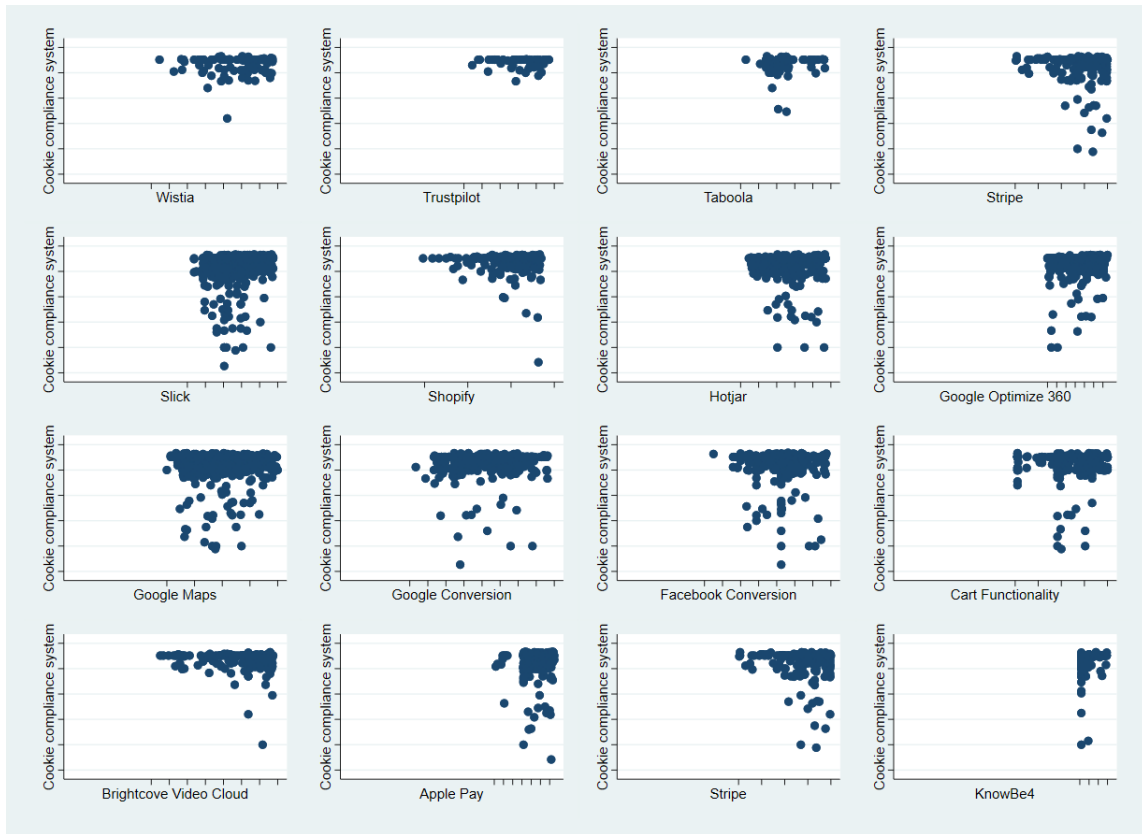 Cookie compliance system
Wistia
Cookie compliance system
Trustpilot
Cookie compliance system
Taboola
Cookie compliance system
Stripe
Cookie compliance system
Slick
Cookie compliance system
Shopify
Cookie compliance system
Hotjar
Cookie compliance system
Google Optimize 360
Cookie compliance system
Google Maps
Cookie compliance system
Google Conversion
Cookie compliance system
Facebook Conversion
Cookie compliance system
Cart Functionality
Cookie compliance system
Brightcove Video Cloud
Cookie compliance system
Apple Pay
Cookie compliance system
Stripe
Cookie compliance system
KnowBe4